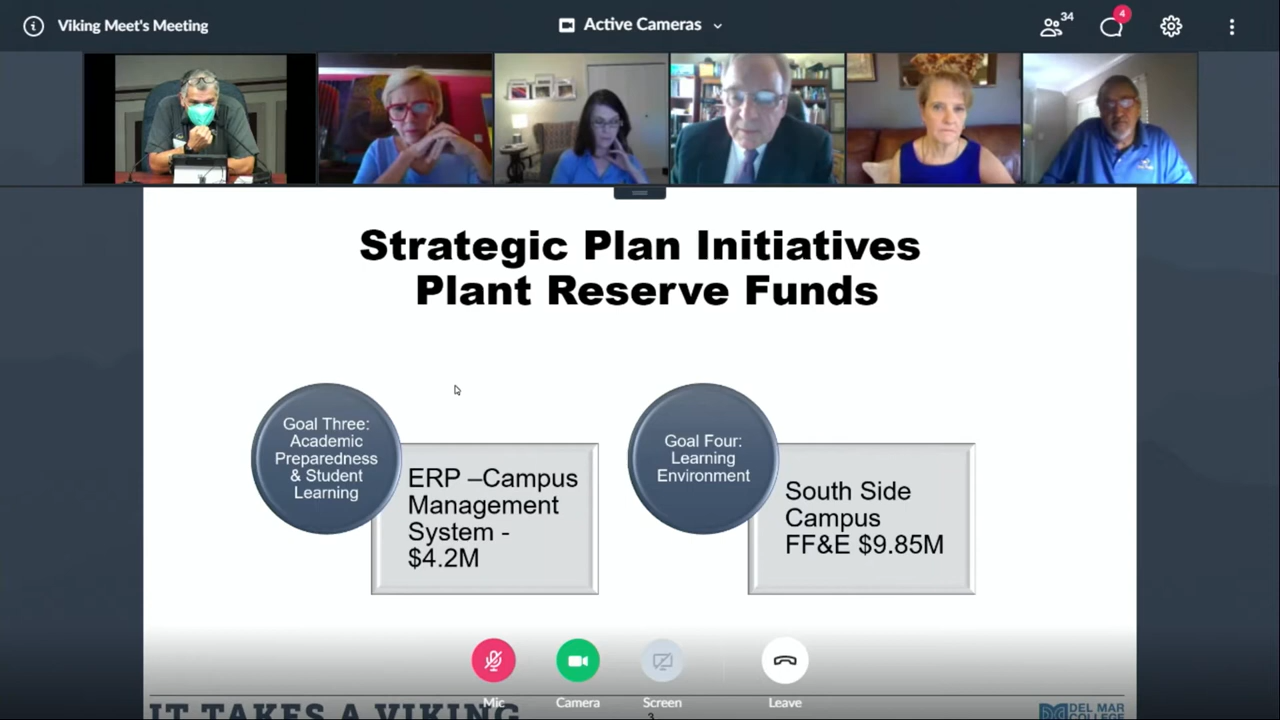 Viking Meet's Meeting
Active Cameras
34
4
Strategic Plan Initiatives
Plant Reserve Funds
Goal Three:
Academic
Preparedness
& Student
Learning
ERP –Campus
Management
System -
$4.2M
Goal Four:
Learning
Environment
South Side
Campus
FF&E $9.85M
Mic
Camera
Screen
Leave
IT TAKES A VIKING
3
DEL MAR
COLLEGE